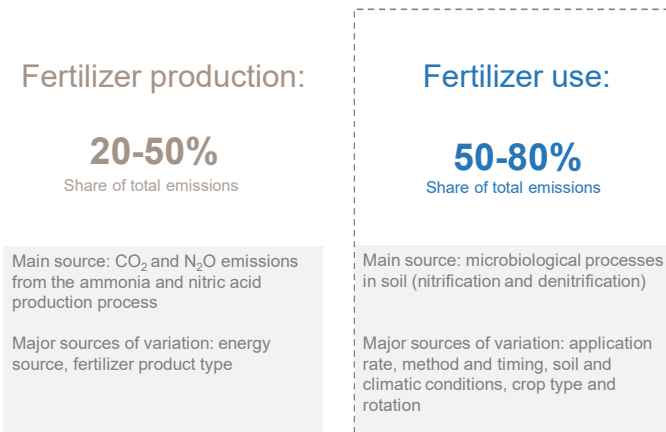 Fertilizer production:
20-50%
Share of total emissions
Main source: CO₂ and N₂O emissions
from the ammonia and nitric acid
production process
Major sources of variation: energy
source, fertilizer product type
Fertilizer use:
50-80%
Share of total emissions
Main source: microbiological processes
in soil (nitrification and denitrification)
Major sources of variation: application
rate, method and timing, soil and
climatic conditions, crop type and
rotation